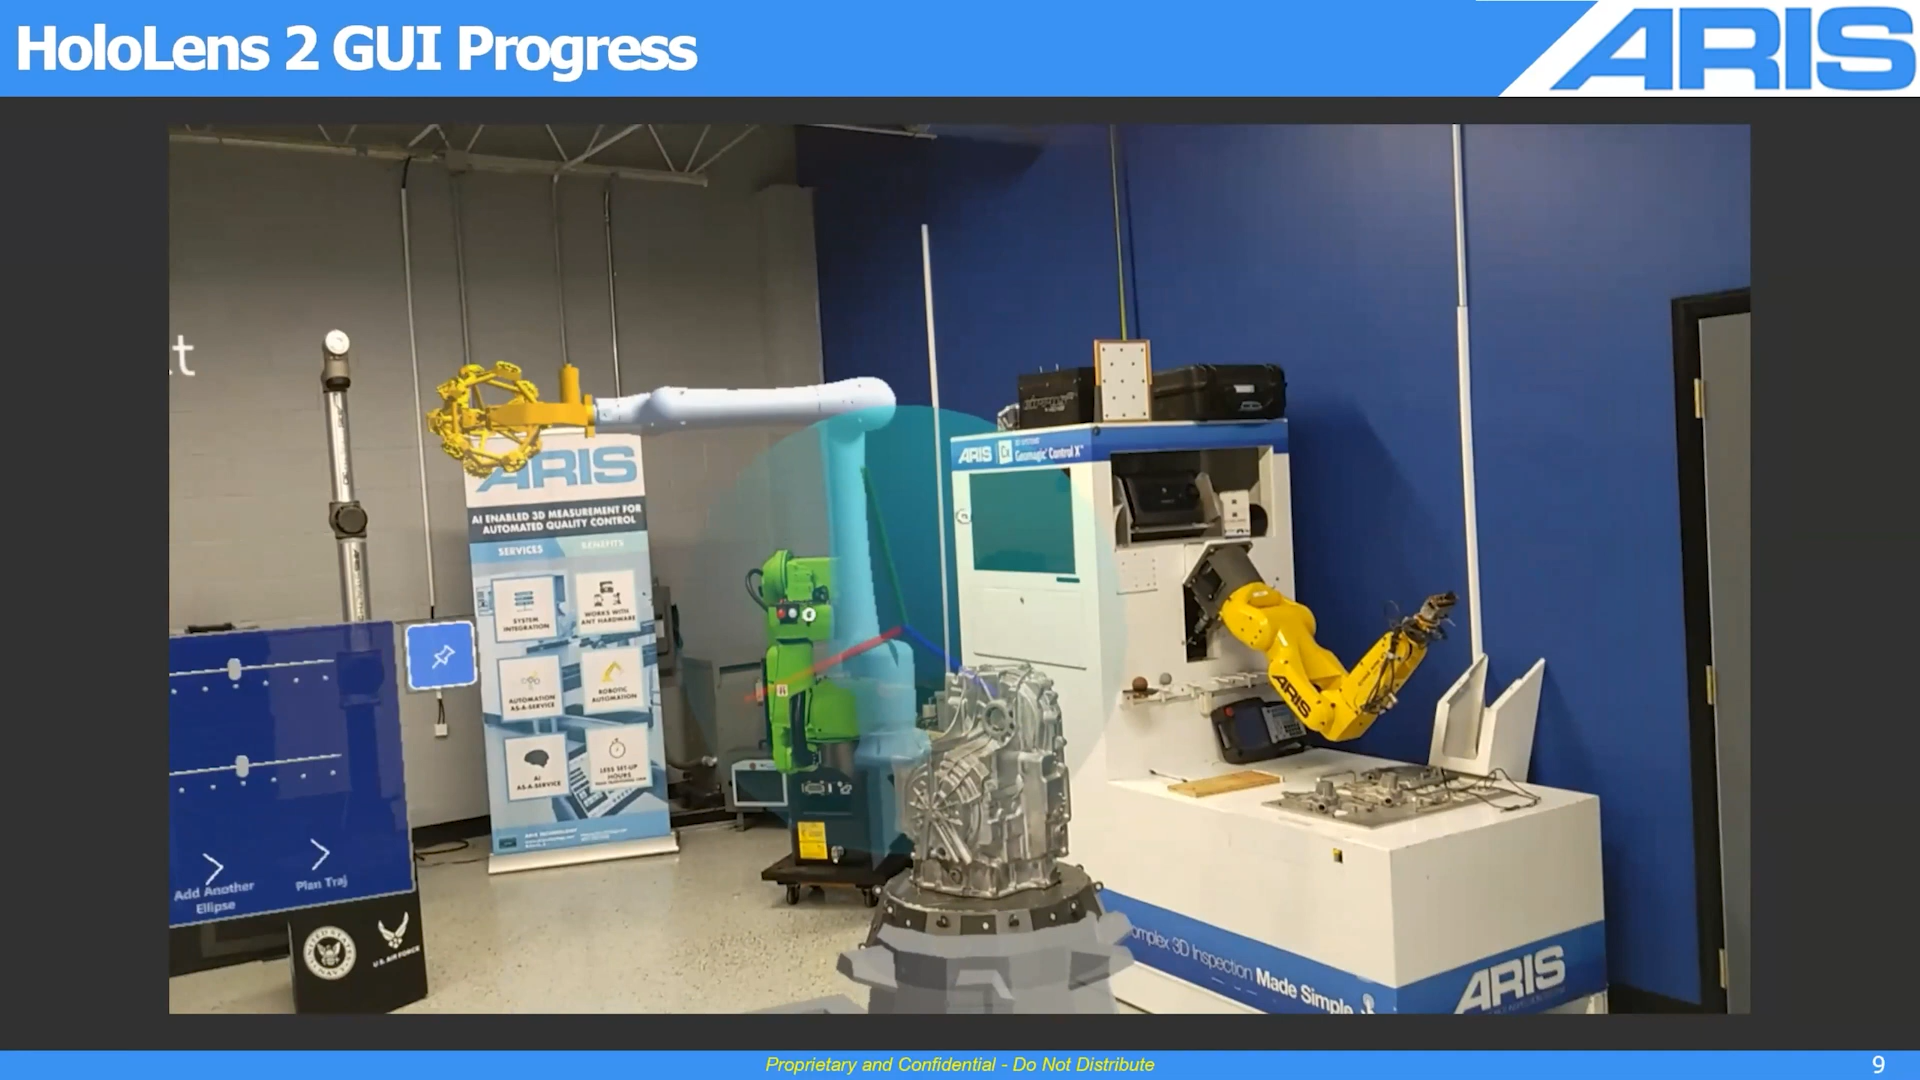 HoloLens 2 GUI Progress
ARIS
ARIS
AI ENABLED 3D MEASUREMENT FOR
AUTOMATED QUALITY CONTROL
SERVICES
BENEFITS
SYSTEM
INTEGRATION
WORKS WITH
ANY HARDWARE
AUTOMATION
AS-A-SERVICE
ROBOTIC
AUTOMATION
AI
AS-A-SERVICE
LESS SET-UP
HOURS
ARIS
Geomagic Control X
ARIS
Add Another
Ellipse
Plan Traj
U.S. AIR FORCE
Complex 3D Inspection Made Simple
ARIS
Proprietary and Confidential - Do Not Distribute
9